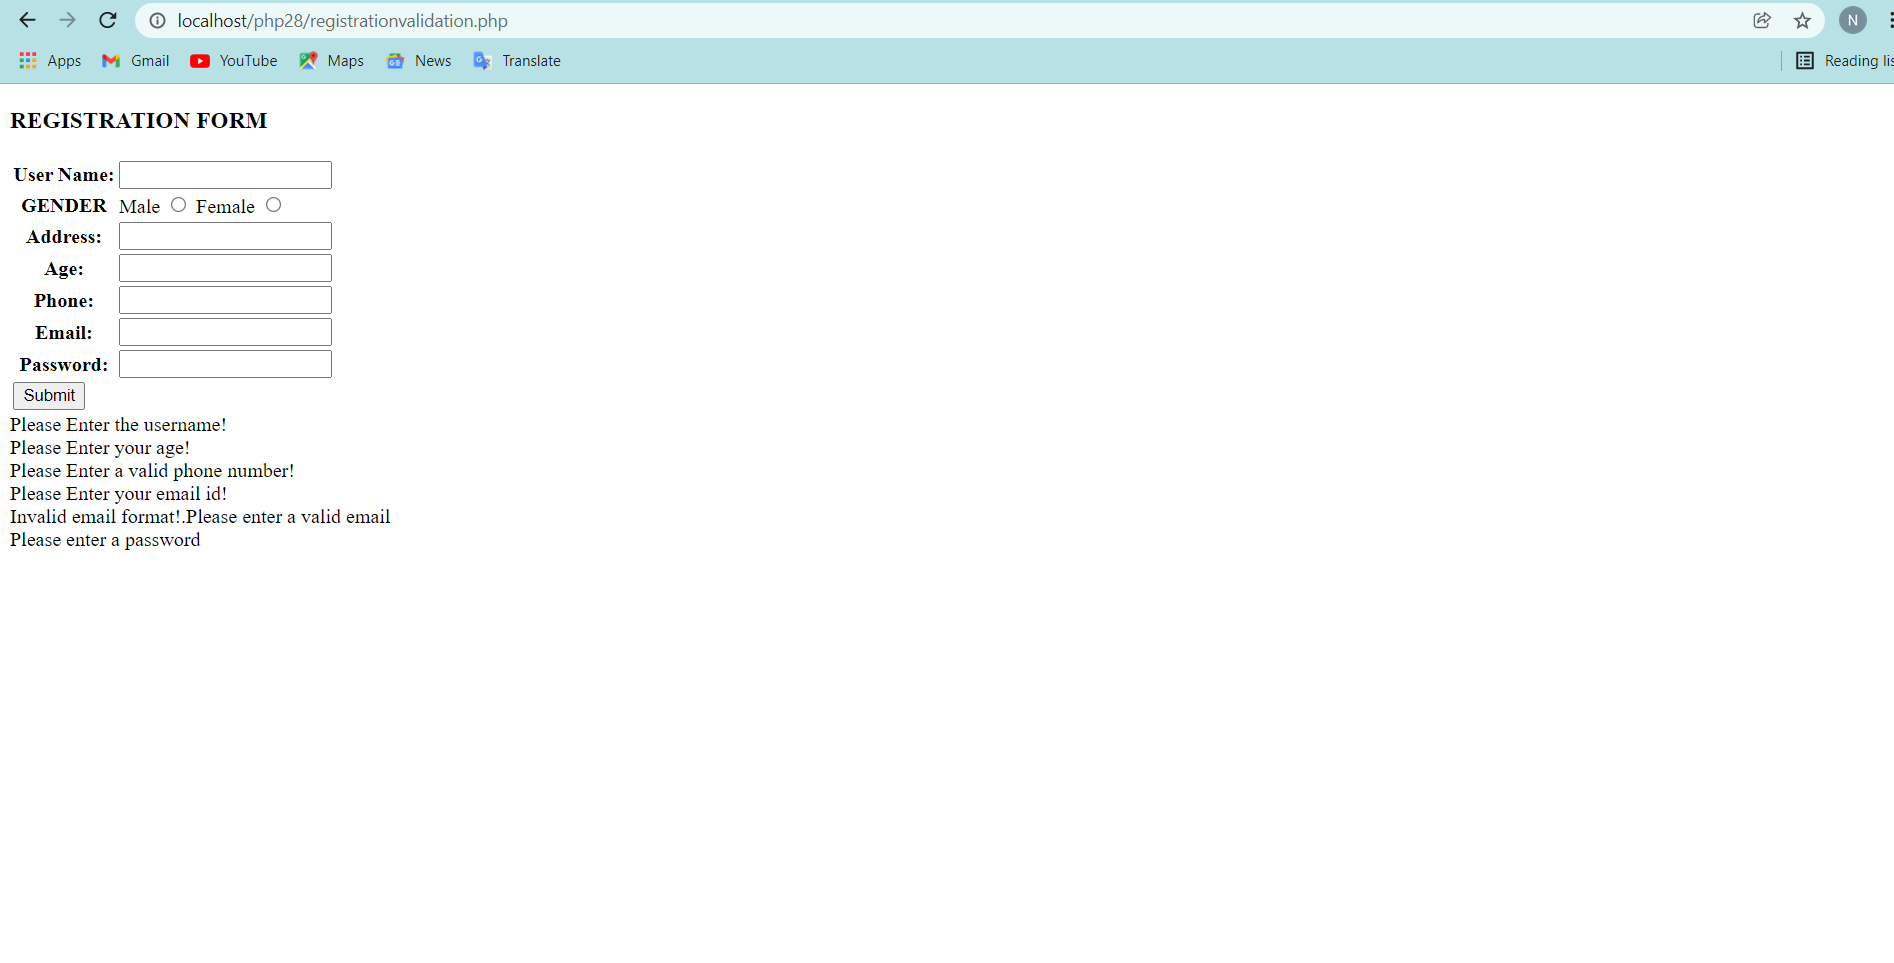 localhost/php28/registrationvalidation.php
N
Apps Gmail YouTube Maps News Translate Reading lis
REGISTRATION FORM
User Name:
GENDER Male Female
Address:
Age:
Phone:
Email:
Password:
Submit
Please Enter the username!
Please Enter your age!
Please Enter a valid phone number!
Please Enter your email id!
Invalid email format!.Please enter a valid email
Please enter a password